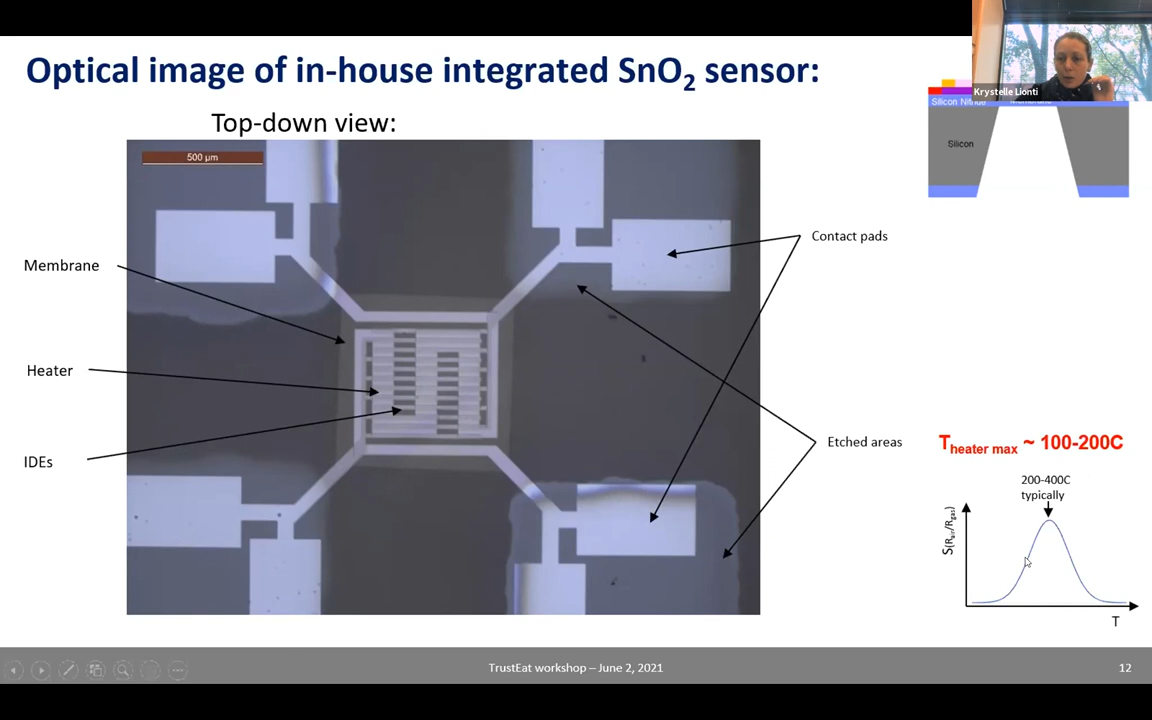 Optical image of in-house integrated SnO2 sensor:
Krystelle Lionti
Silicon Nitride
Membrane
Silicon
Top-down view:
500 µm
Membrane
Heater
IDEs
Contact pads
Etched areas
Theater max ~ 100-200C
200-400C
typically
S(Rair/Rgas)
T
TrustEat workshop – June 2, 2021
12